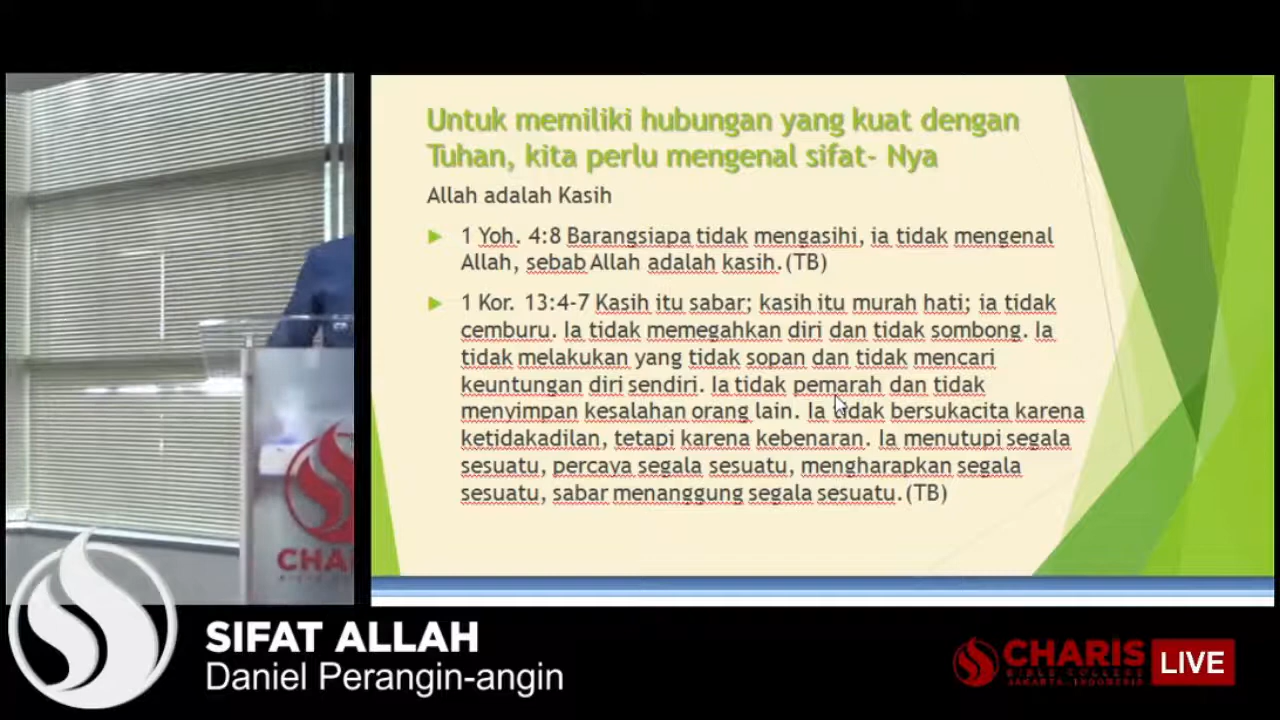 Untuk memiliki hubungan yang kuat dengan
Tuhan, kita perlu mengenal sifat- Nya
Allah adalah Kasih
1 Yoh. 4:8 Barangsiapa tidak mengasihi, ia tidak mengenal
Allah, sebab Allah adalah kasih.(TB)
1 Kor. 13:4-7 Kasih itu sabar; kasih itu murah hati; ia tidak
cemburu. Ia tidak memegahkan diri dan tidak sombong. Ia
tidak melakukan yang tidak sopan dan tidak mencari
keuntungan diri sendiri. Ia tidak pemarah dan tidak
menyimpan kesalahan orang lain. Ia tidak bersukacita karena
ketidakadilan, tetapi karena kebenaran. Ia menutupi segala
sesuatu, percaya segala sesuatu, mengharapkan segala
sesuatu, sabar menanggung segala sesuatu.(TB)
CHA
SIFAT ALLAH
Daniel Perangin-angin
CHARIS
BIBLE COLLEGE
JAKARTA, INDONESIA
LIVE